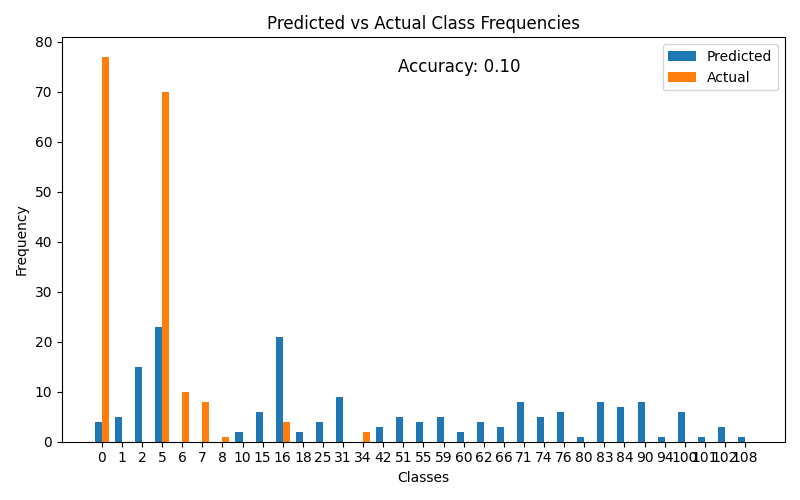 Predicted vs Actual Class Frequencies
Accuracy: 0.10
Predicted
Actual
80
70
60
50
40
30
20
10
0
Frequency
0 1 2 5 6 7 8 10 15 16 18 25 31 34 42 51 55 59 60 62 66 71 74 76 80 83 84 90 94 100 101 102 108
Classes